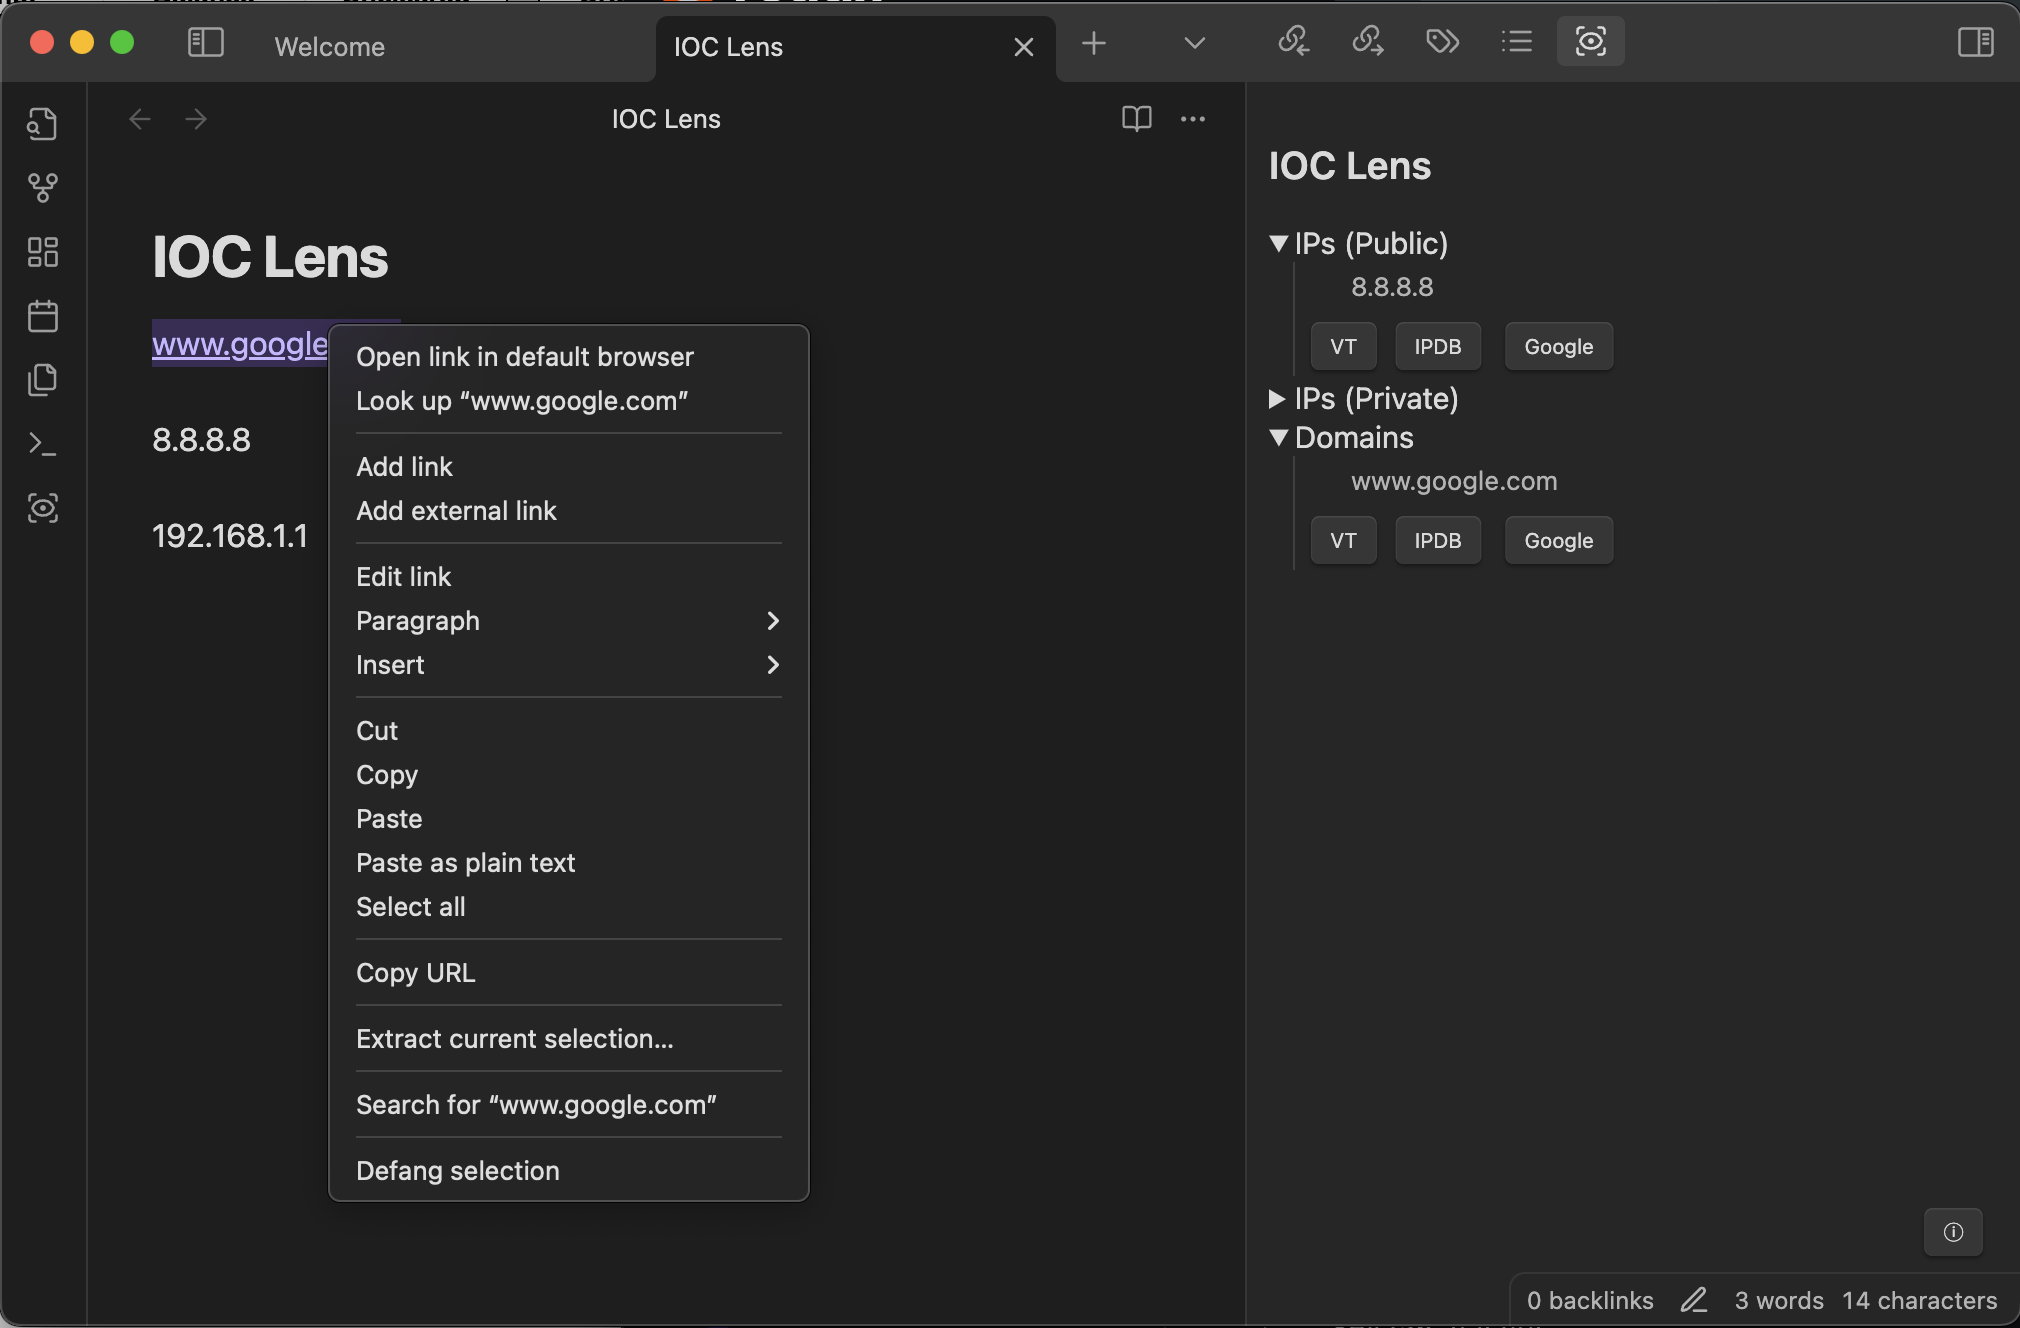 Welcome
IOC Lens
IOC Lens
IOC Lens
www.google
8.8.8.8
192.168.1.1
Open link in default browser
Look up “www.google.com”
Add link
Add external link
Edit link
Paragraph
Insert
Cut
Copy
Paste
Paste as plain text
Select all
Copy URL
Extract current selection...
Search for “www.google.com”
Defang selection
IOC Lens
IPs (Public)
8.8.8.8
VT IPDB Google
IPs (Private)
Domains
www.google.com
VT IPDB Google
0 backlinks 3 words 14 characters